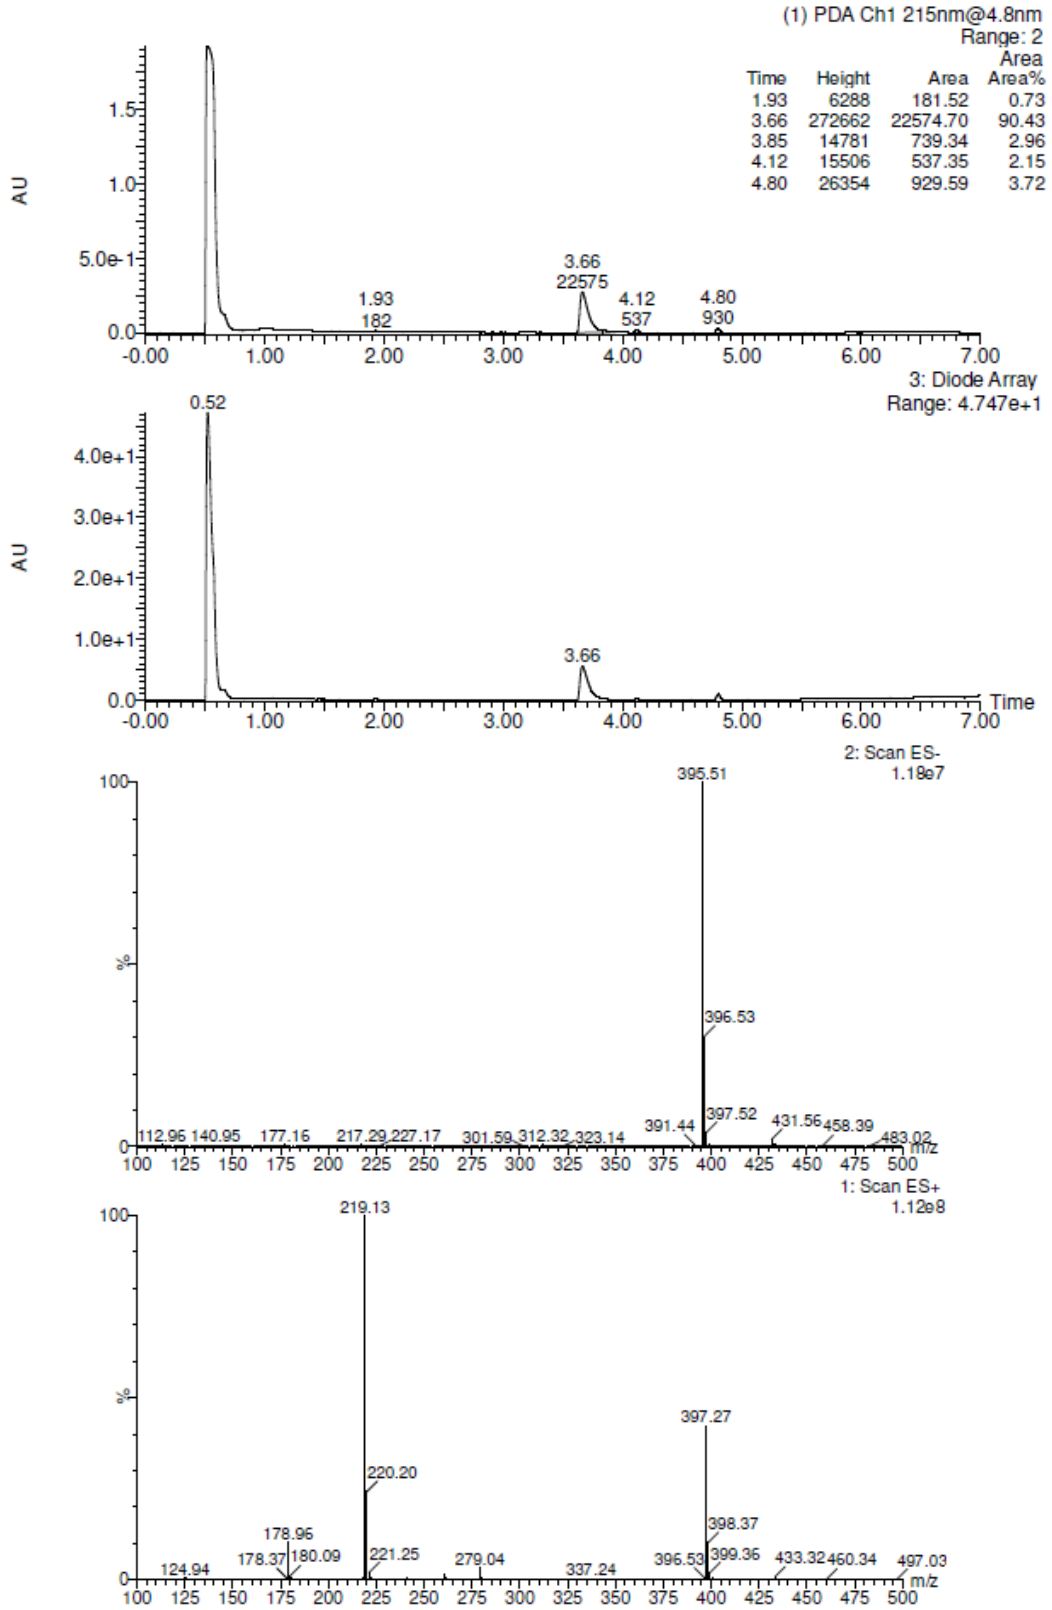 (1) PDA Ch1 215nm@4.8nm
Range: 2
Area
Time Height Area Area%
1.93 6288 181.52 0.73
3.66 272662 22574.70 90.43
3.85 14781 739.34 2.96
4.12 15506 537.35 2.15
4.80 26354 929.59 3.72
AU
1.5
1.0
5.0e-1
0.0
3.66
22575
1.93
182
4.12
537
4.80
930
-0.00 1.00 2.00 3.00 4.00 5.00 6.00 7.00
3: Diode Array
Range: 4.747e+1
AU
4.0e+1
3.0e+1
2.0e+1
1.0e+1
0.0
0.52
3.66
-0.00 1.00 2.00 3.00 4.00 5.00 6.00 7.00 Time
2: Scan ES-
1.18e7
100
%
0
395.51
396.53
397.52
391.44
431.56
458.39
483.02
112.96 140.95 177.16 217.29 227.17 301.59 312.32 323.14
100 125 150 175 200 225 250 275 300 325 350 375 400 425 450 475 500 m/z
1: Scan ES+
1.12e8
100
%
0
219.13
397.27
220.20
398.37
178.96
178.37 180.09
221.25
279.04
124.94
337.24
396.53
399.36
433.32
460.34
497.03
100 125 150 175 200 225 250 275 300 325 350 375 400 425 450 475 500 m/z